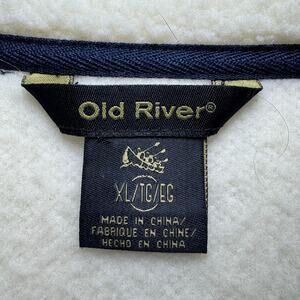 Old River®
XL/TG/EG
MADE IN CHINA/
FABRIQUE EN CHINE/
HECHO EN CHINA